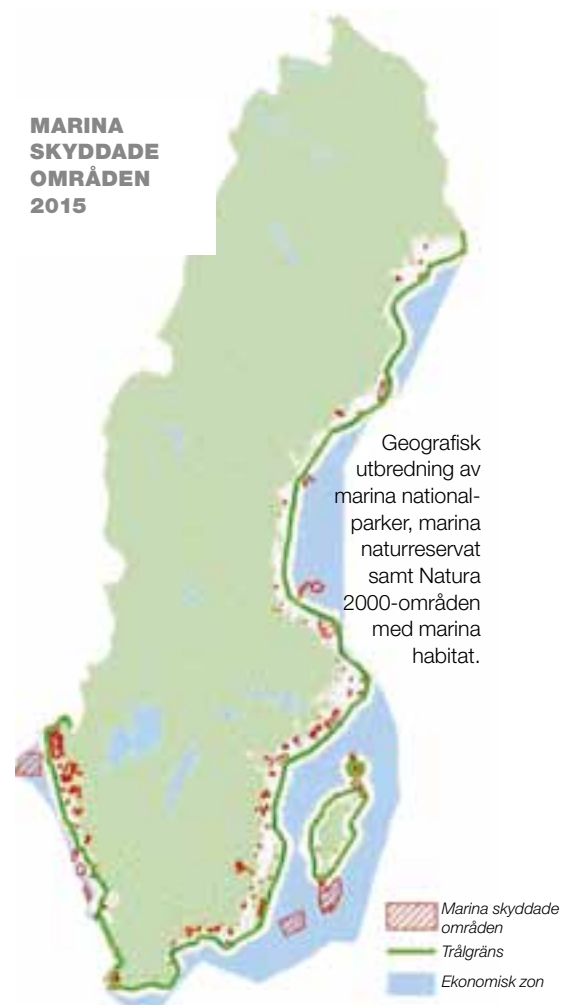 MARINA
SKYDDADE
OMRÅDEN
2015
Geografisk
utbredning av
marina national-
parker, marina
naturreservat
samt Natura
2000-områden
med marina
habitat.
Marina skyddade
områden
Trålgräns
Ekonomisk zon